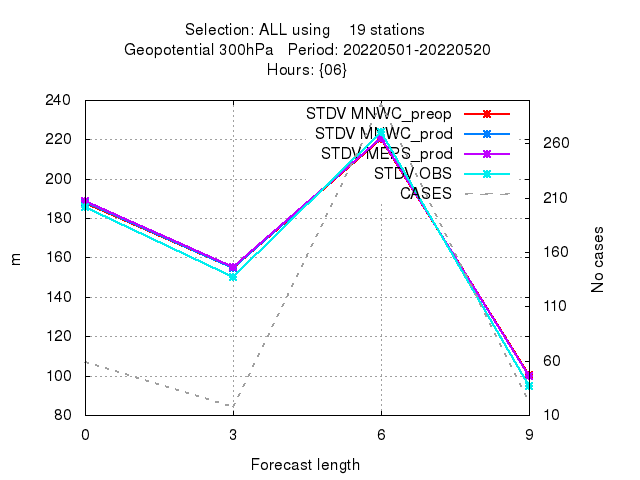 Selection: ALL using    19 stations
Geopotential 300hPa   Period: 20220501-20220520
Hours: {06}
STDV MNWC_preop
STDV MNWC_prod
STDV MEPS_prod
STDV OBS
CASES
240
220
200
180
160
140
120
100
80
260
210
160
110
60
10
m
No cases
0 3 6 9
Forecast length